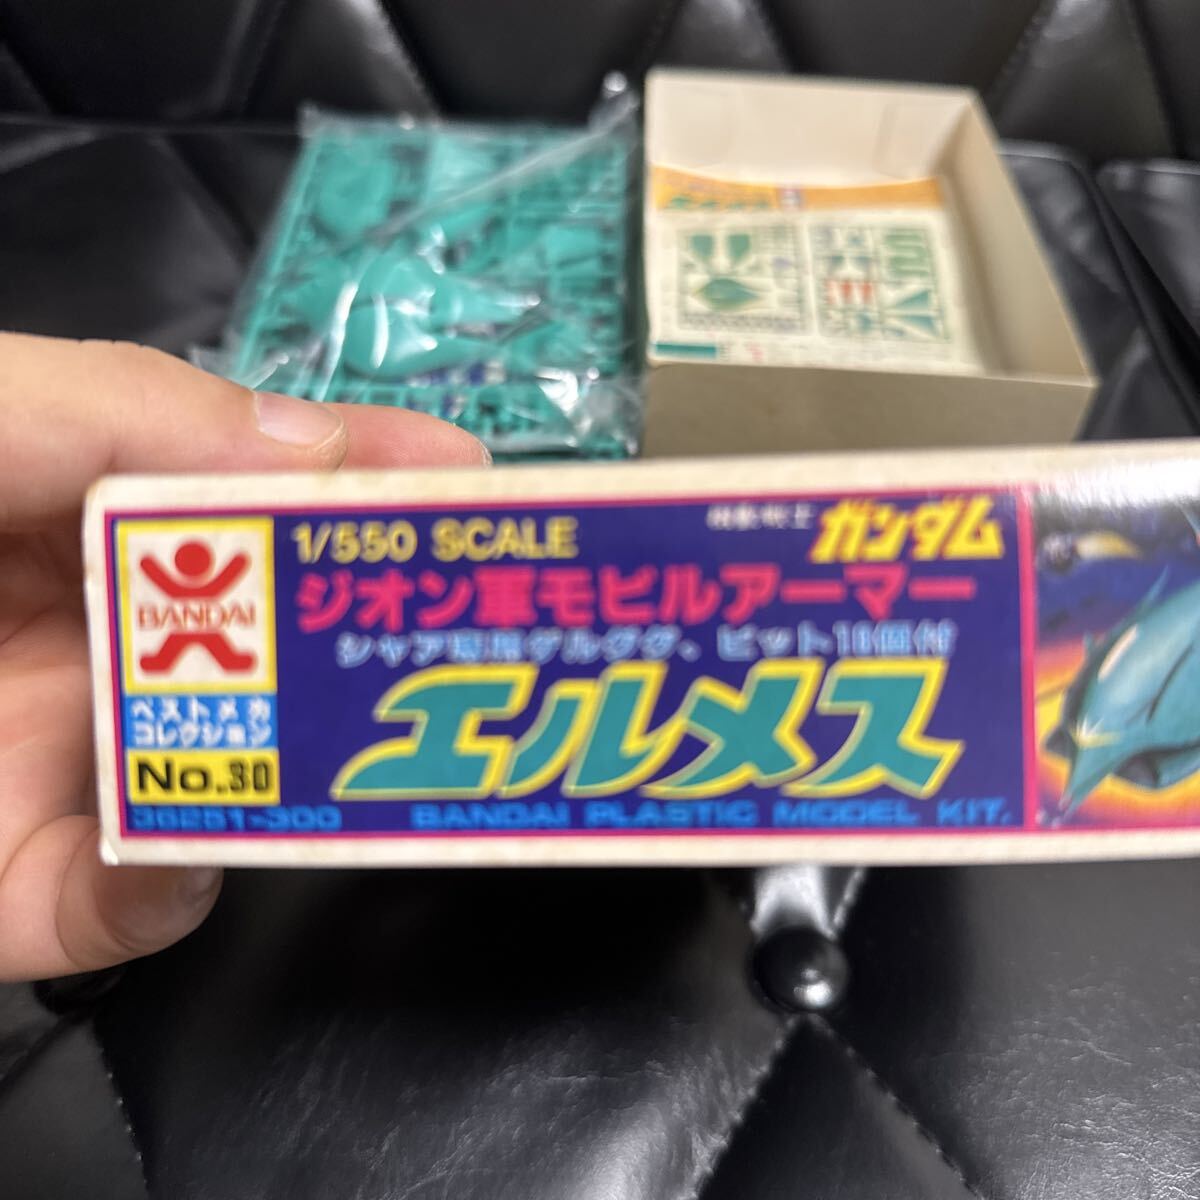 BANDAI
ベストメカ
コレクション
No.30
36251-300
1/550 SCALE
機動戦士 ガンダム
ジオン軍モビルアーマー
シャア専用ゲルググ、ビット10個付
エルメス
BANDAI PLASTIC MODEL KIT.